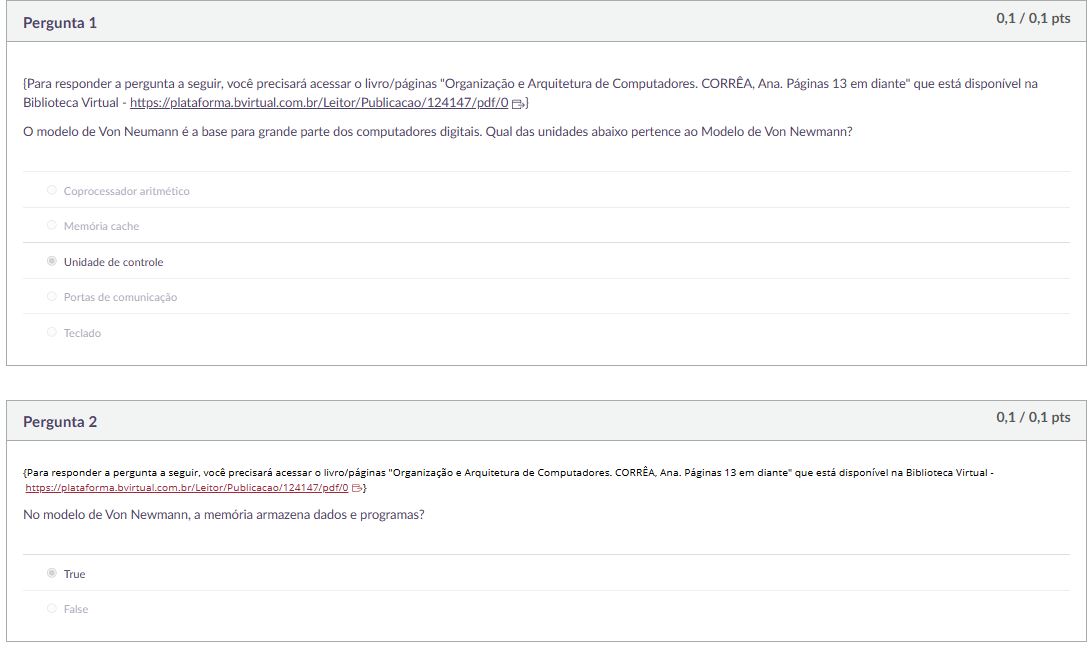 Pergunta 1
0,1 / 0,1 pts
{Para responder a pergunta a seguir, você precisará acessar o livro/páginas "Organização e Arquitetura de Computadores. CORRÊA, Ana. Páginas 13 em diante" que está disponível na
Biblioteca Virtual - https://plataforma.bvirtual.com.br/Leitor/Publicacao/124147/pdf/0 }
O modelo de Von Neumann é a base para grande parte dos computadores digitais. Qual das unidades abaixo pertence ao Modelo de Von Newmann?
Coprocessador aritmético
Memória cache
Unidade de controle
Portas de comunicação
Teclado
Pergunta 2
0,1 / 0,1 pts
{Para responder a pergunta a seguir, você precisará acessar o livro/páginas "Organização e Arquitetura de Computadores. CORRÊA, Ana. Páginas 13 em diante" que está disponível na Biblioteca Virtual -
https://plataforma.bvirtual.com.br/Leitor/Publicacao/124147/pdf/0 }
No modelo de Von Newmann, a memória armazena dados e programas?
True
False